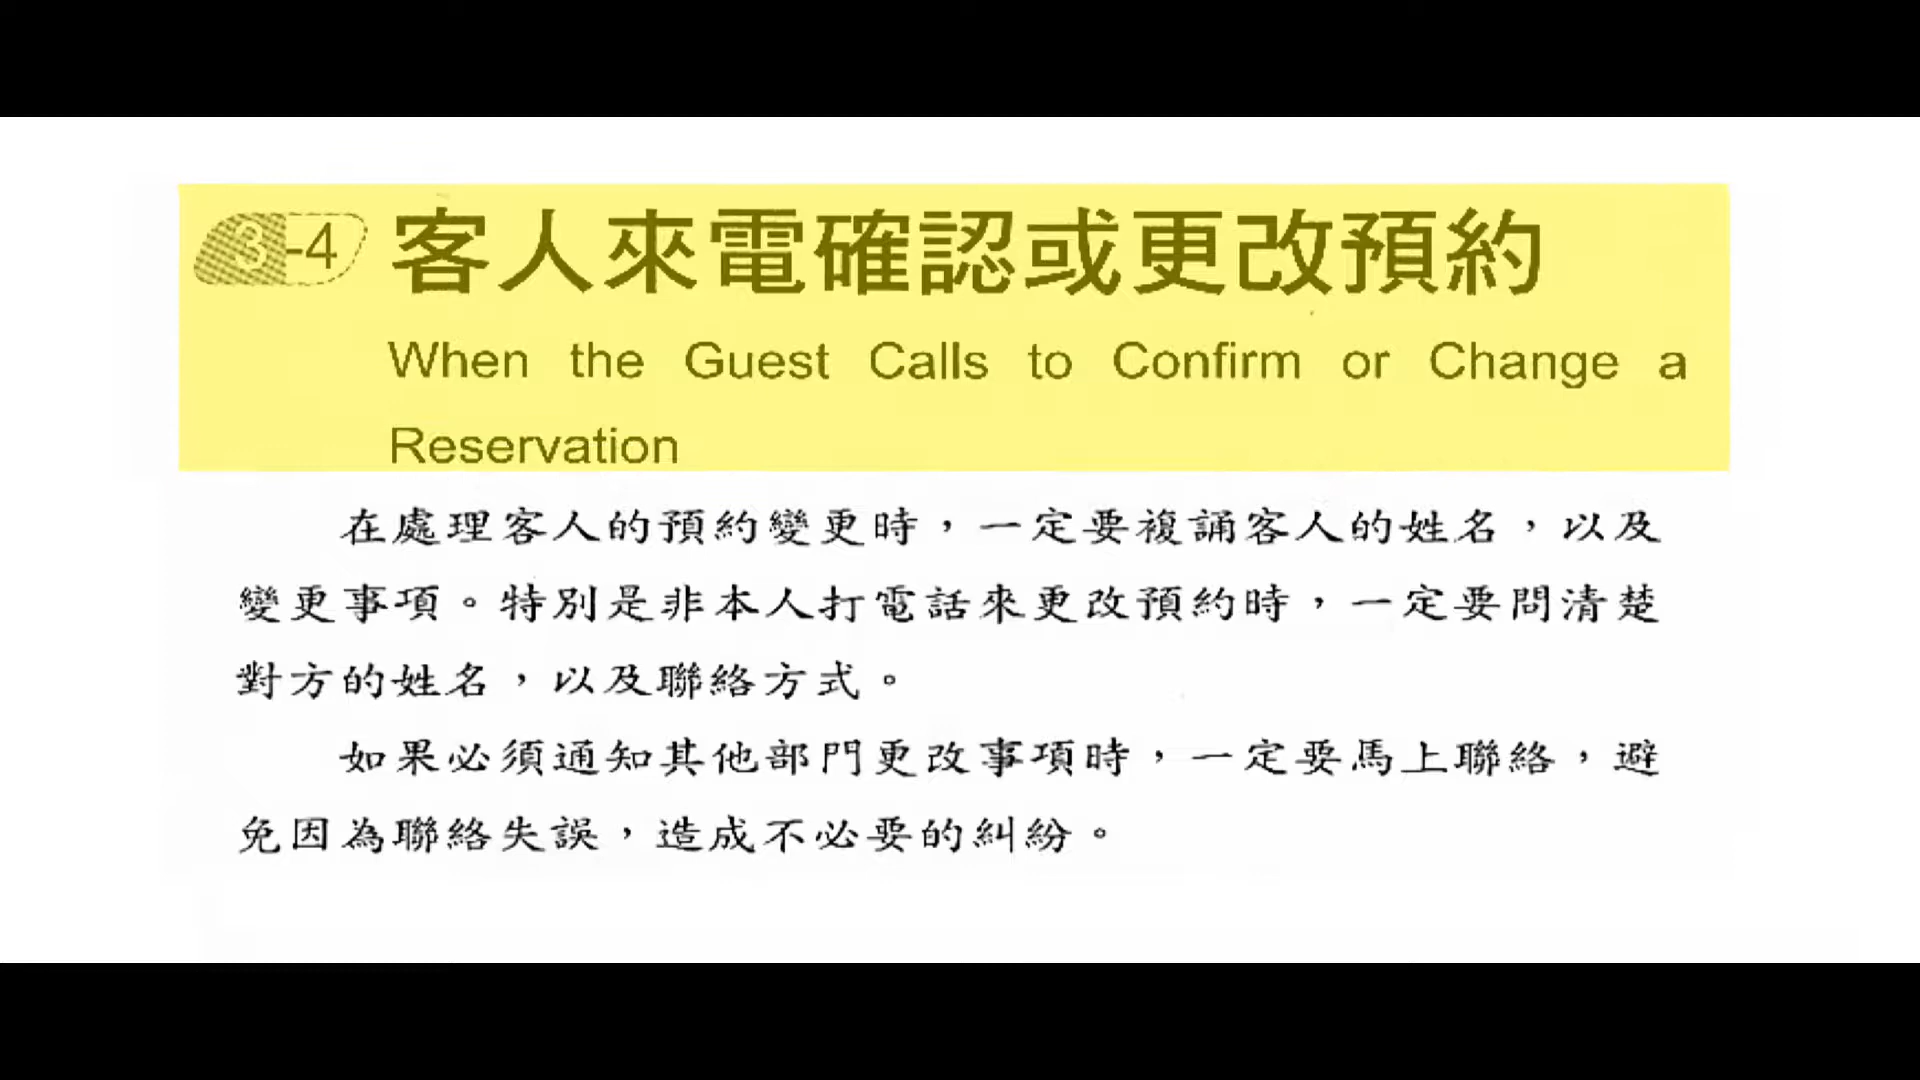 3-4 客人來電確認或更改預約
When the Guest Calls to Confirm or Change a
Reservation
在處理客人的預約變更時，一定要複誦客人的姓名，以及
變更事項。特別是非本人打電話來更改預約時，一定要問清楚
對方的姓名，以及聯絡方式。
如果必須通知其他部門更改事項時，一定要馬上聯絡，避
免因為聯絡失誤，造成不必要的糾紛。